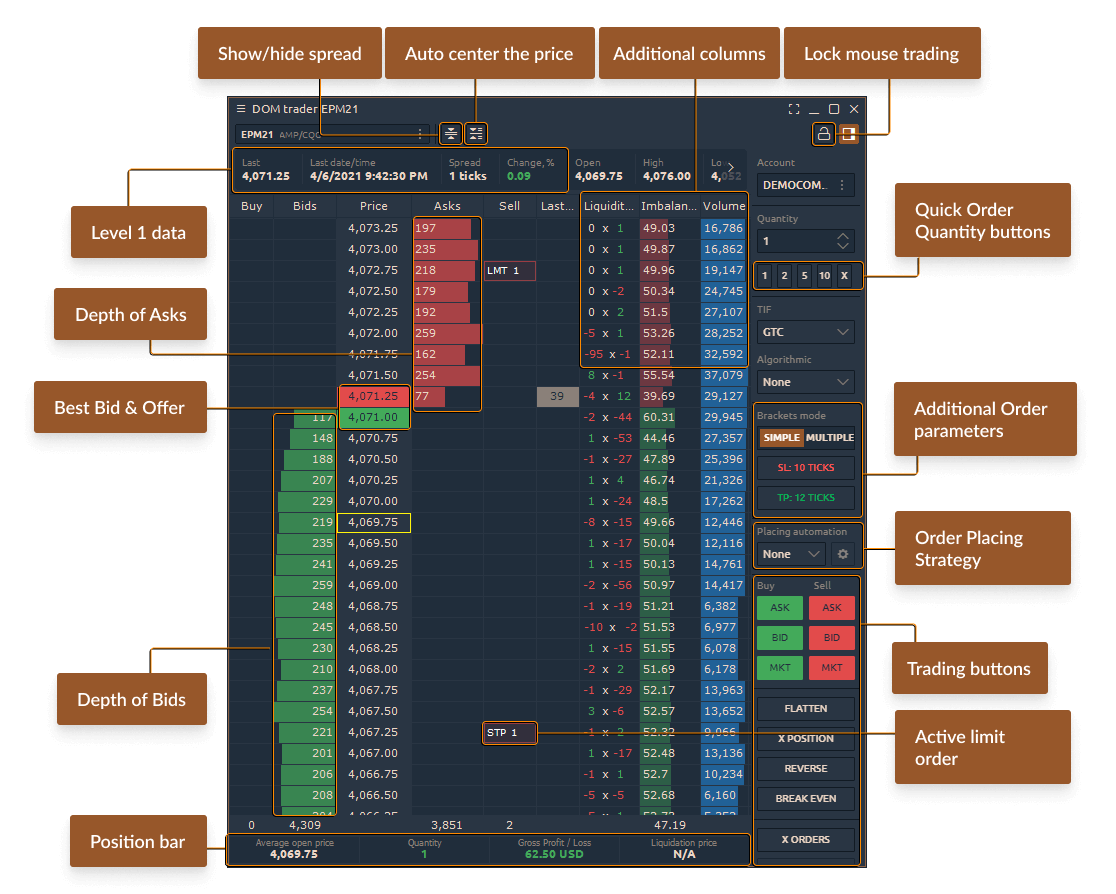 Show/hide spread
Auto center the price
Additional columns
Lock mouse trading
DOM trader EPM21
EPM21 AMP/CQG
Last
Last date/time
Spread
Change, %
Open
High
Lo
4,071.25
4/6/2021 9:42:30 PM
1 ticks
0.09
4,069.75
4,076.00
4,052
Level 1 data
Depth of Asks
Best Bid & Offer
Depth of Bids
Position bar
Buy Bids Price Asks Sell Last... Liquidit... Imbalan... Volume
4,073.25 197 0 x 1 49.03 16,786
4,073.00 235 0 x 1 49.87 16,862
4,072.75 218 LMT 1 0 x 1 49.96 19,147
4,072.50 179 0 x -2 50.34 24,745
4,072.25 192 0 x 2 51.5 27,107
4,072.00 259 -5 x 1 53.26 28,252
4,071.75 162 -95 x -1 52.11 32,592
4,071.50 254 8 x -1 55.54 37,079
4,071.25 77 39 -4 x 12 39.69 29,127
117 4,071.00 -2 x -44 60.31 29,945
148 4,070.75 1 x -53 44.46 27,357
188 4,070.50 -1 x -27 47.89 25,396
207 4,070.25 1 x 4 46.74 21,326
229 4,070.00 1 x -24 48.5 17,262
219 4,069.75 -8 x -15 49.66 12,446
235 4,069.50 1 x -17 50.04 12,116
241 4,069.25 1 x -15 50.13 14,761
259 4,069.00 -2 x -56 50.97 14,417
248 4,068.75 -1 x -19 51.21 6,382
245 4,068.50 -10 x -2 51.53 6,977
230 4,068.25 1 x -15 51.55 6,078
210 4,068.00 -2 x 2 51.69 6,178
237 4,067.75 -1 x -29 52.17 13,963
254 4,067.50 3 x -6 52.57 13,652
221 4,067.25 STP 1 -1 x 2 52.32 9,066
201 4,067.00 1 x -17 52.48 13,136
206 4,066.75 -1 x 1 52.7 10,234
208 4,066.50 -5 x -5 52.68 6,160
0 4,309 3,851 2 47.19
Average open price
4,069.75
Quantity
1
Gross Profit / Loss
62.50 USD
Liquidation price
N/A
Account
DEMOCOM...
Quantity
1
1 2 5 10 X
TIF
GTC
Algorithmic
None
Brackets mode
SIMPLE MULTIPLE
SL: 10 TICKS
TP: 12 TICKS
Placing automation
None
Buy Sell
ASK ASK
BID BID
MKT MKT
FLATTEN
X POSITION
REVERSE
BREAK EVEN
X ORDERS
Quick Order
Quantity buttons
Additional Order
parameters
Order Placing
Strategy
Trading buttons
Active limit
order